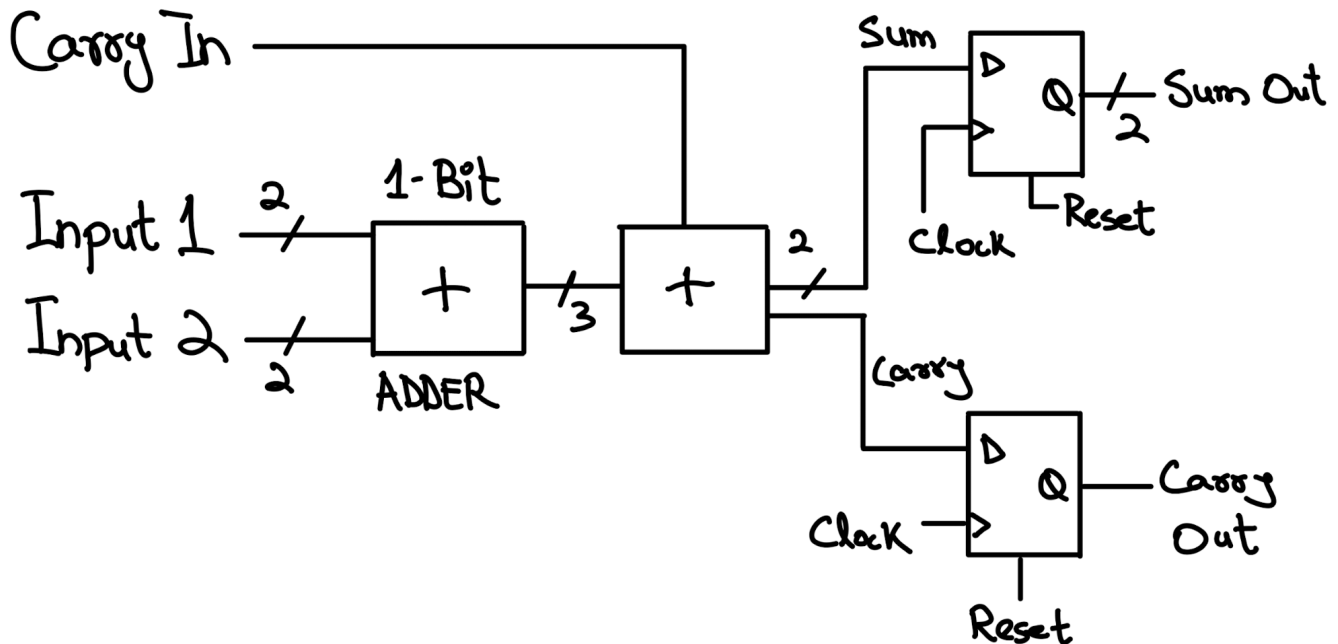 Carry In
Sum
D
Q
2
Sum Out
Clock
Reset
Input 1
2
1-Bit
+
3
+
2
Input 2
2
ADDER
Carry
D
Q
Carry
Out
Clock
Reset